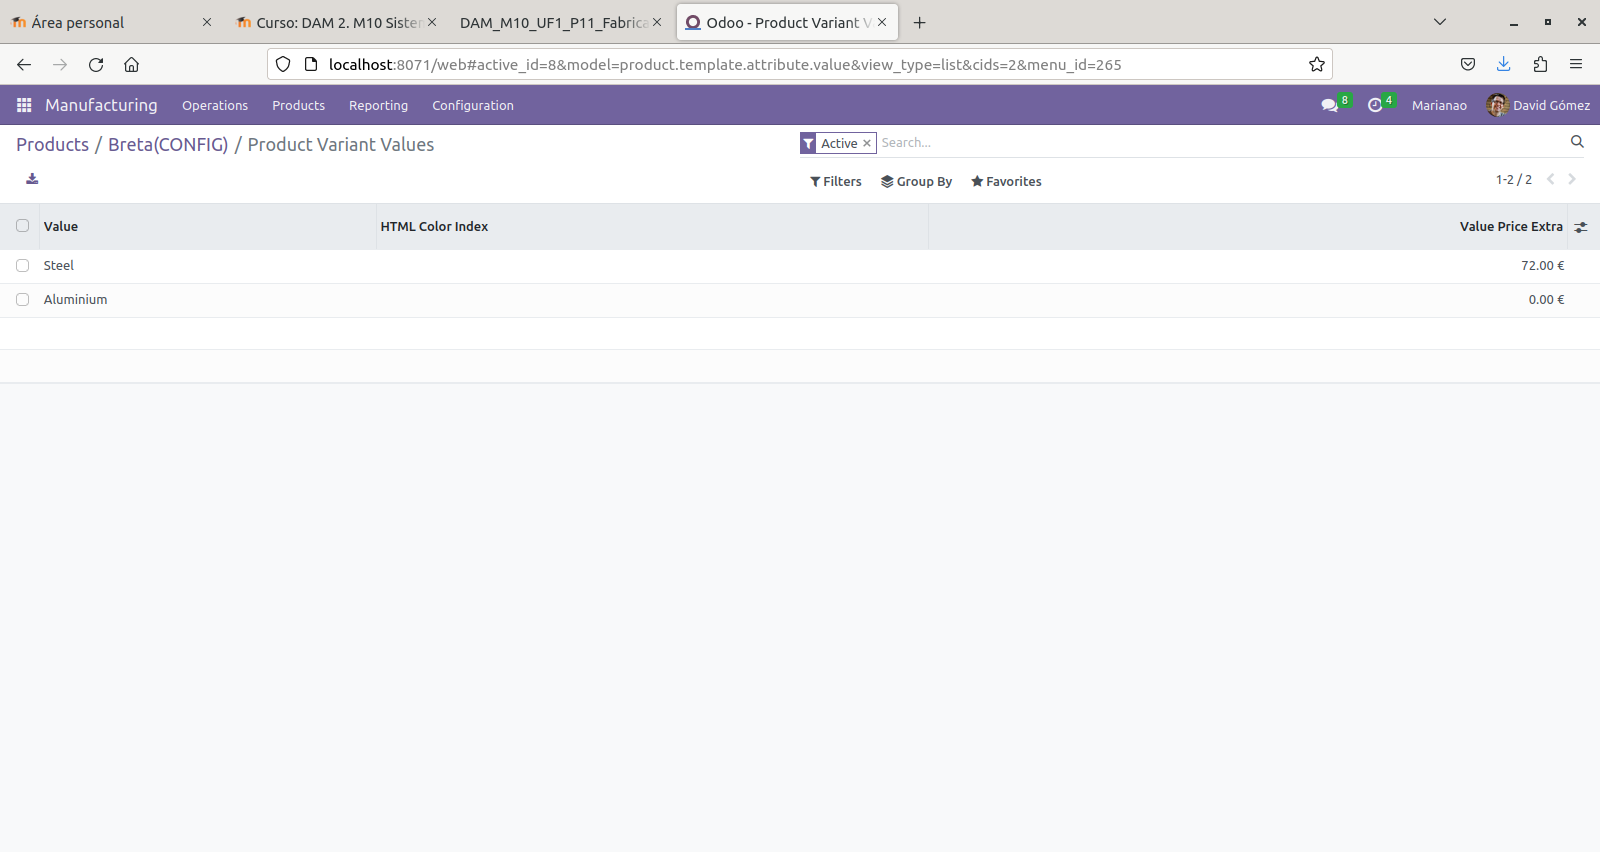 Área personal
Curso: DAM 2. M10 Sister
DAM_M10_UF1_P11_Fabrica
Odoo - Product Variant V
localhost:8071/web#active_id=8&model=product.template.attribute.value&view_type=list&cids=2&menu_id=265
Manufacturing Operations Products Reporting Configuration 8 4 Marianao David Gómez
Products / Breta(CONFIG) / Product Variant Values
Active Search...
Filters Group By Favorites 1-2 / 2
Value HTML Color Index Value Price Extra
Steel 72.00 €
Aluminium 0.00 €